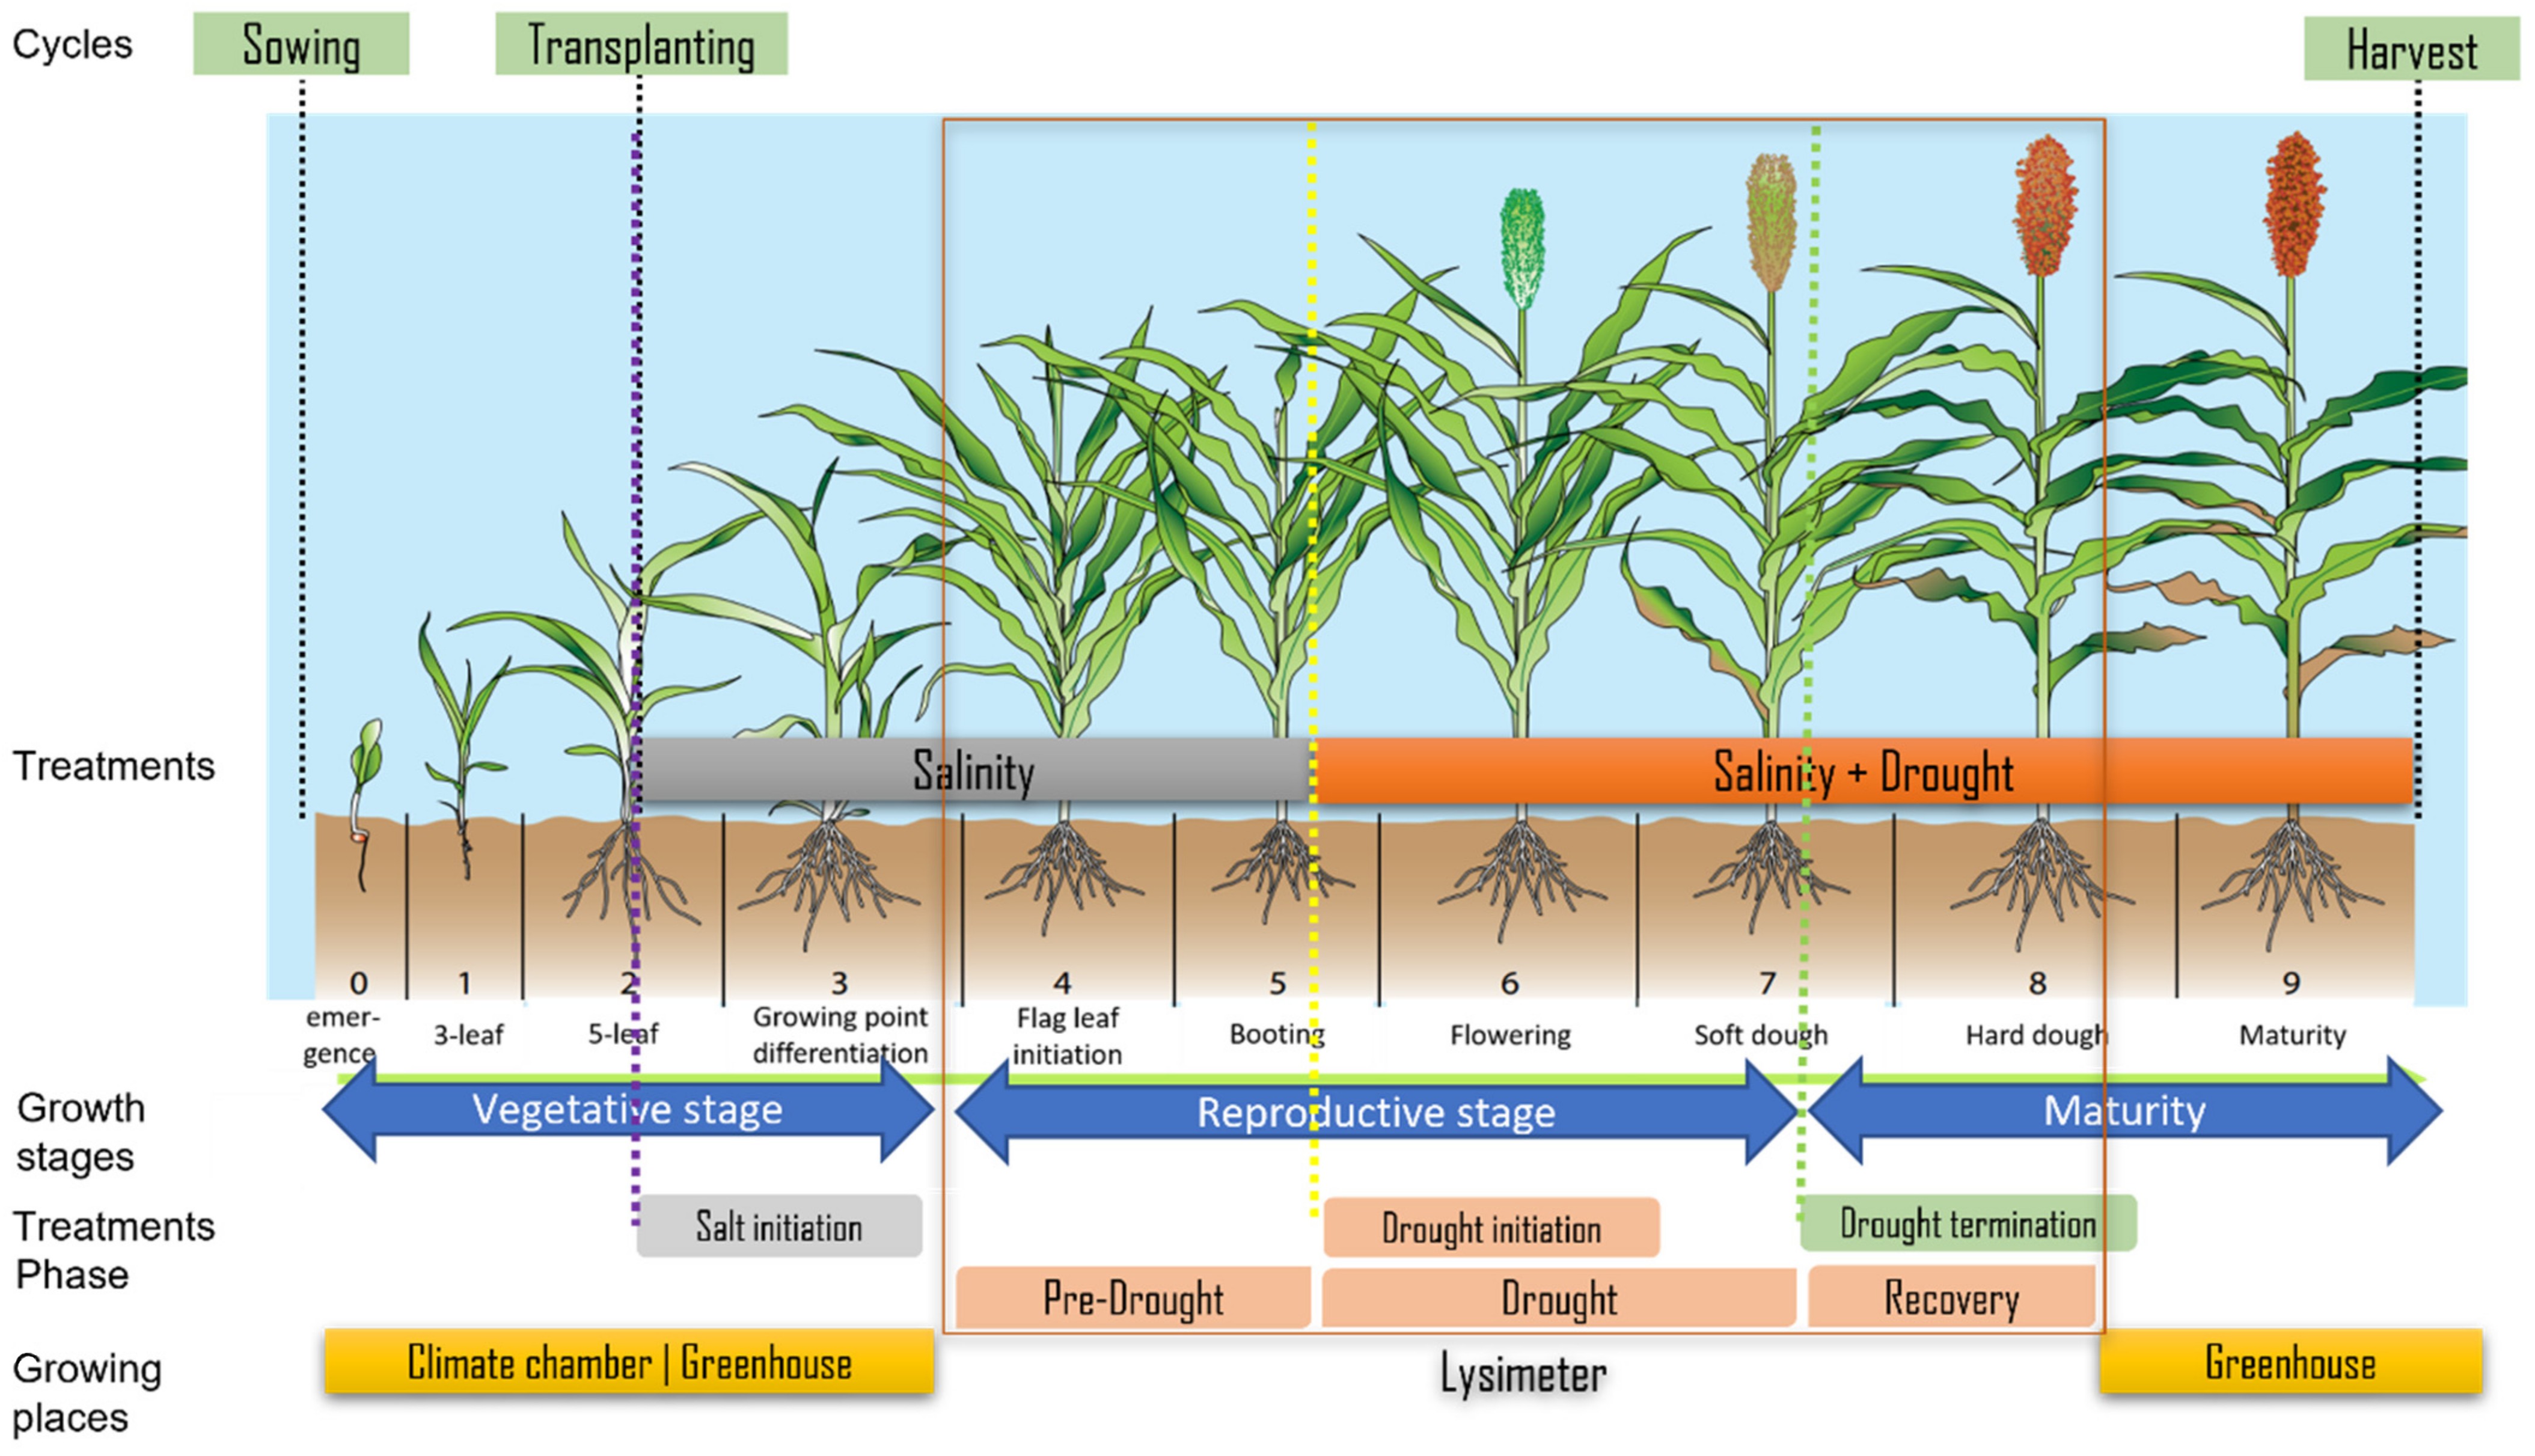 Cycles
Sowing
Transplanting
Harvest
Treatments
Salinity
Salinity + Drought
0
1
2
3
4
5
6
7
8
9
emer-
gence
3-leaf
5-leaf
Growing point
differentiation
Flag leaf
initiation
Booting
Flowering
Soft dough
Hard dough
Maturity
Growth
stages
Vegetative stage
Reproductive stage
Maturity
Treatments
Phase
Salt initiation
Drought initiation
Drought termination
Pre-Drought
Drought
Recovery
Growing
places
Climate chamber | Greenhouse
Lysimeter
Greenhouse